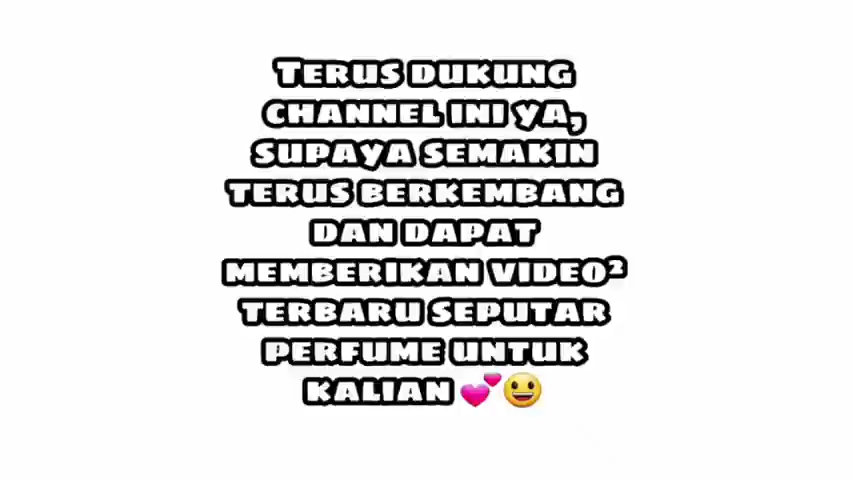 Terus dukung
channel ini ya,
supaya semakin
terus berkembang
dan dapat
memberikan video²
terbaru seputar
perfume untuk
kalian 💕😃